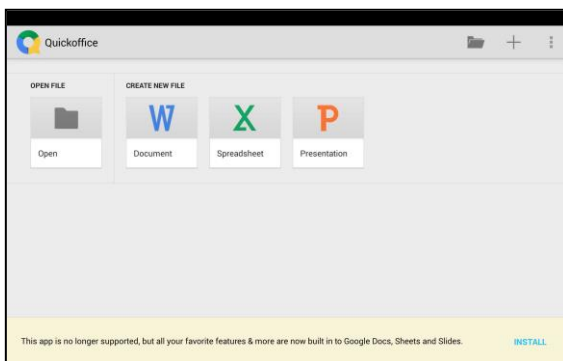 Quickoffice
OPEN FILE
CREATE NEW FILE
W
X
P
Open
Document
Spreadsheet
Presentation
This app is no longer supported, but all your favorite features & more are now built in to Google Docs, Sheets and Slides.
INSTALL